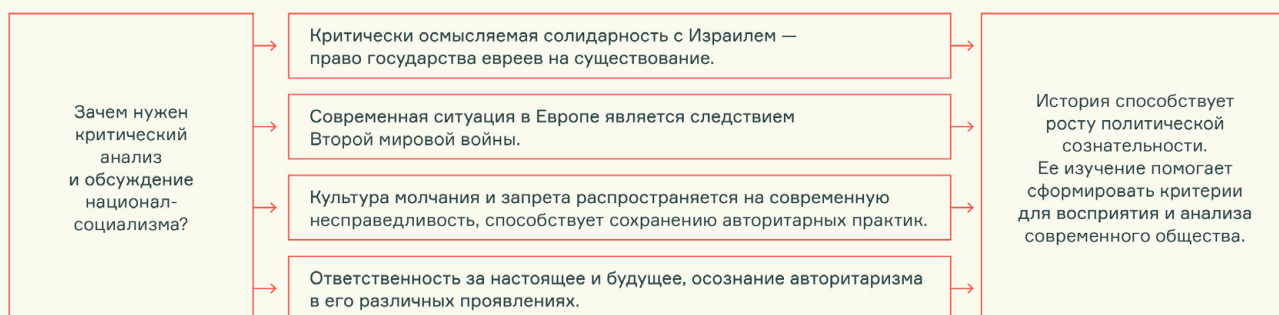 Зачем нужен
критический
анализ
и обсуждение
национал-
социализма?
Критически осмысляемая солидарность с Израилем —
право государства евреев на существование.
Современная ситуация в Европе является следствием
Второй мировой войны.
Культура молчания и запрета распространяется на современную
несправедливость, способствует сохранению авторитарных практик.
Ответственность за настоящее и будущее, осознание авторитаризма
в его различных проявлениях.
История способствует
росту политической
сознательности.
Ее изучение помогает
сформировать критерии
для восприятия и анализа
современного общества.